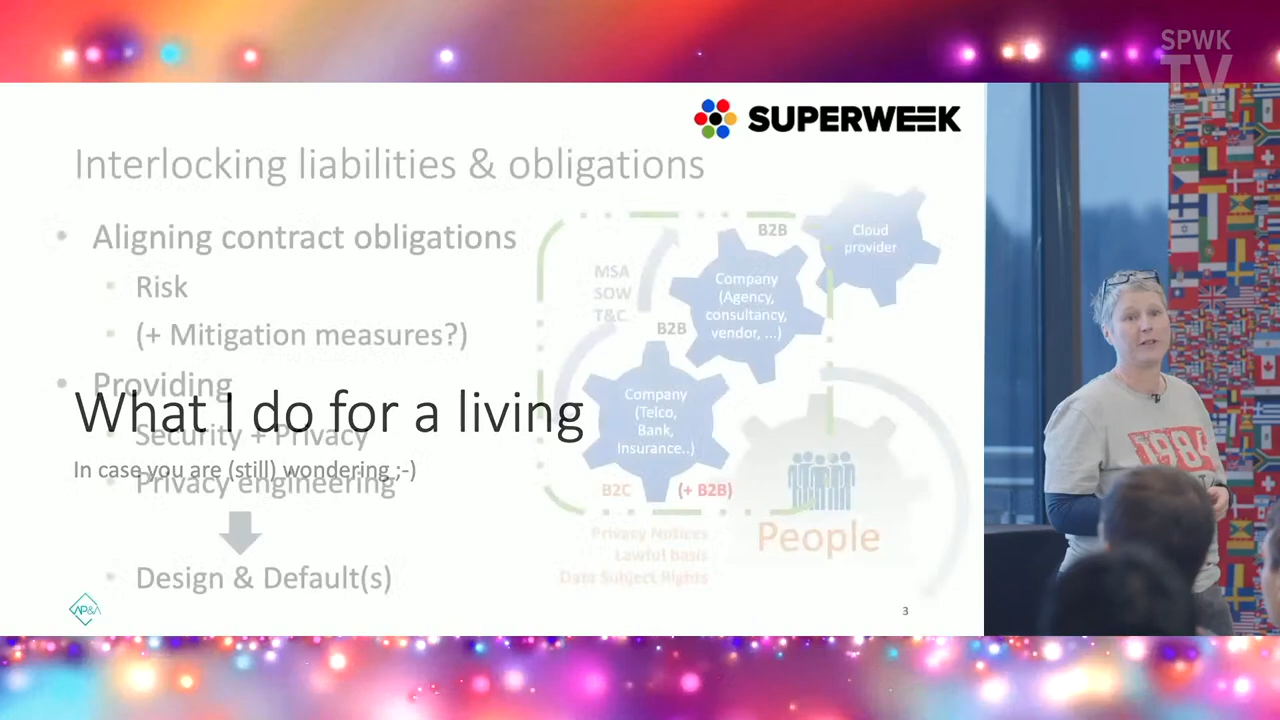 SPWK
TV
SUPERWEEK
Interlocking liabilities & obligations
Aligning contract obligations
Risk
(+ Mitigation measures?)
Providing
What I do for a living
Security + Privacy
In case you are (still) wondering ;-)
Privacy engineering
Design & Default(s)
B2B
Cloud
provider
MSA
SOW
T&C
Company
(Agency,
consultancy,
vendor, ...)
B2B
Company
(Telco,
Bank,
Insurance..)
B2C
(+ B2B)
People
Privacy Notices
Lawful basis
Data Subject Rights
AP&A
3
1984